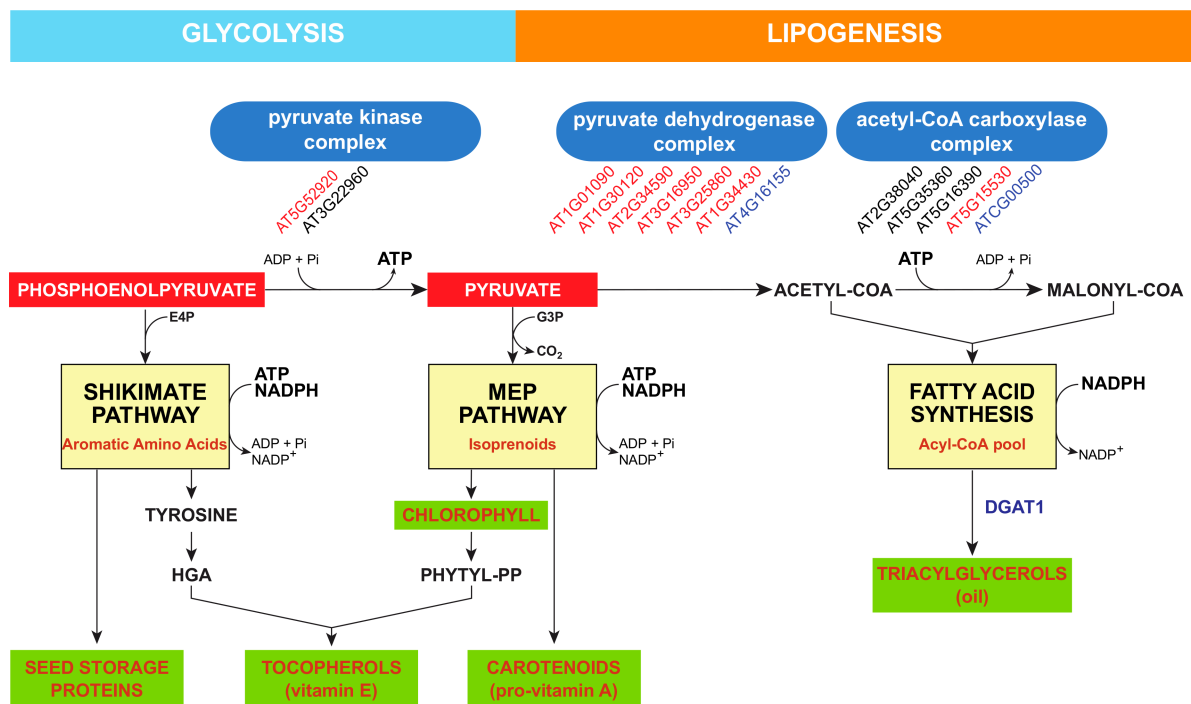 GLYCOLYSIS
LIPOGENESIS
pyruvate kinase
complex
pyruvate dehydrogenase
complex
acetyl-CoA carboxylase
complex
AT5G52920
AT3G22960
AT1G01090
AT1G30120
AT2G34590
AT3G16950
AT3G25860
AT1G34430
AT4G16155
AT2G38040
AT5G35360
AT5G16390
AT5G15530
ATCG00500
ADP + Pi
ATP
ATP
ADP + Pi
PHOSPHOENOLPYRUVATE
PYRUVATE
ACETYL-COA
MALONYL-COA
E4P
G3P
CO2
SHIKIMATE
PATHWAY
Aromatic Amino Acids
ATP
NADPH
ADP + Pi
NADP+
MEP
PATHWAY
Isoprenoids
ATP
NADPH
ADP + Pi
NADP+
FATTY ACID
SYNTHESIS
Acyl-CoA pool
NADPH
NADP+
TYROSINE
CHLOROPHYLL
DGAT1
HGA
PHYTYL-PP
TRIACYLGLYCEROLS
(oil)
SEED STORAGE
PROTEINS
TOCOPHEROLS
(vitamin E)
CAROTENOIDS
(pro-vitamin A)